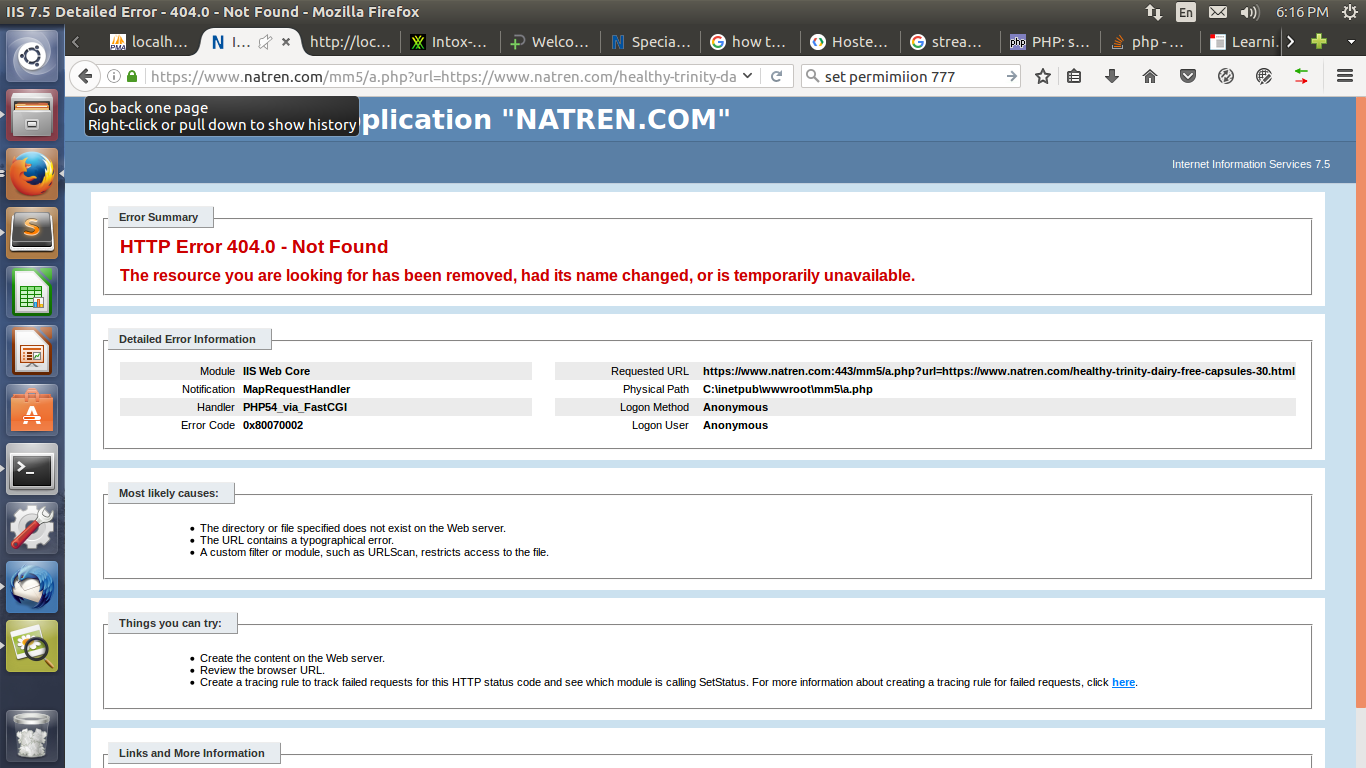 IIS 7.5 Detailed Error - 404.0 - Not Found - Mozilla Firefox
En
6:16 PM
localh...
I...
http://loc...
Intox-...
Welco...
Specia...
how t...
Hoste...
strea...
PHP: s...
php - ...
Learni
https://www.natren.com/mm5/a.php?url=https://www.natren.com/healthy-trinity-da
set permimiion 777
Go back one page
Right-click or pull down to show history
plication "NATREN.COM"
Internet Information Services 7.5
Error Summary
HTTP Error 404.0 - Not Found
The resource you are looking for has been removed, had its name changed, or is temporarily unavailable.
Detailed Error Information
Module IIS Web Core
Notification MapRequestHandler
Handler PHP54_via_FastCGI
Error Code 0x80070002
Requested URL https://www.natren.com:443/mm5/a.php?url=https://www.natren.com/healthy-trinity-dairy-free-capsules-30.html
Physical Path C:\inetpub\wwwroot\mm5\a.php
Logon Method Anonymous
Logon User Anonymous
Most likely causes:
The directory or file specified does not exist on the Web server.
The URL contains a typographical error.
A custom filter or module, such as URLScan, restricts access to the file.
Things you can try:
Create the content on the Web server.
Review the browser URL.
Create a tracing rule to track failed requests for this HTTP status code and see which module is calling SetStatus. For more information about creating a tracing rule for failed requests, click here.
Links and More Information